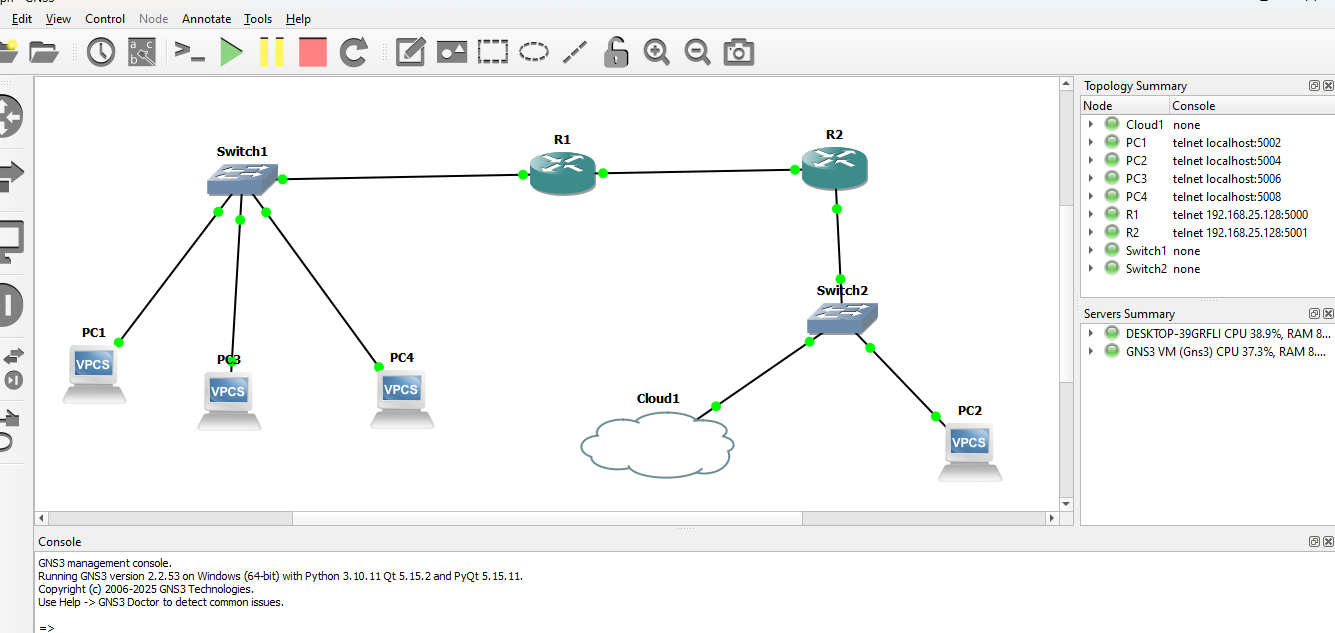 Edit View Control Node Annotate Tools Help
Switch1
R1
R2
PC1
VPCS
PC3
VPCS
PC4
VPCS
Switch2
Cloud1
PC2
VPCS
Topology Summary
Node Console
Cloud1 none
PC1 telnet localhost:5002
PC2 telnet localhost:5004
PC3 telnet localhost:5006
PC4 telnet localhost:5008
R1 telnet 192.168.25.128:5000
R2 telnet 192.168.25.128:5001
Switch1 none
Switch2 none
Servers Summary
DESKTOP-39GRFLI CPU 38.9%, RAM 8...
GNS3 VM (Gns3) CPU 37.3%, RAM 8....
Console
GNS3 management console.
Running GNS3 version 2.2.53 on Windows (64-bit) with Python 3.10.11 Qt 5.15.2 and PyQt 5.15.11.
Copyright (c) 2006-2025 GNS3 Technologies.
Use Help -> GNS3 Doctor to detect common issues.
=>